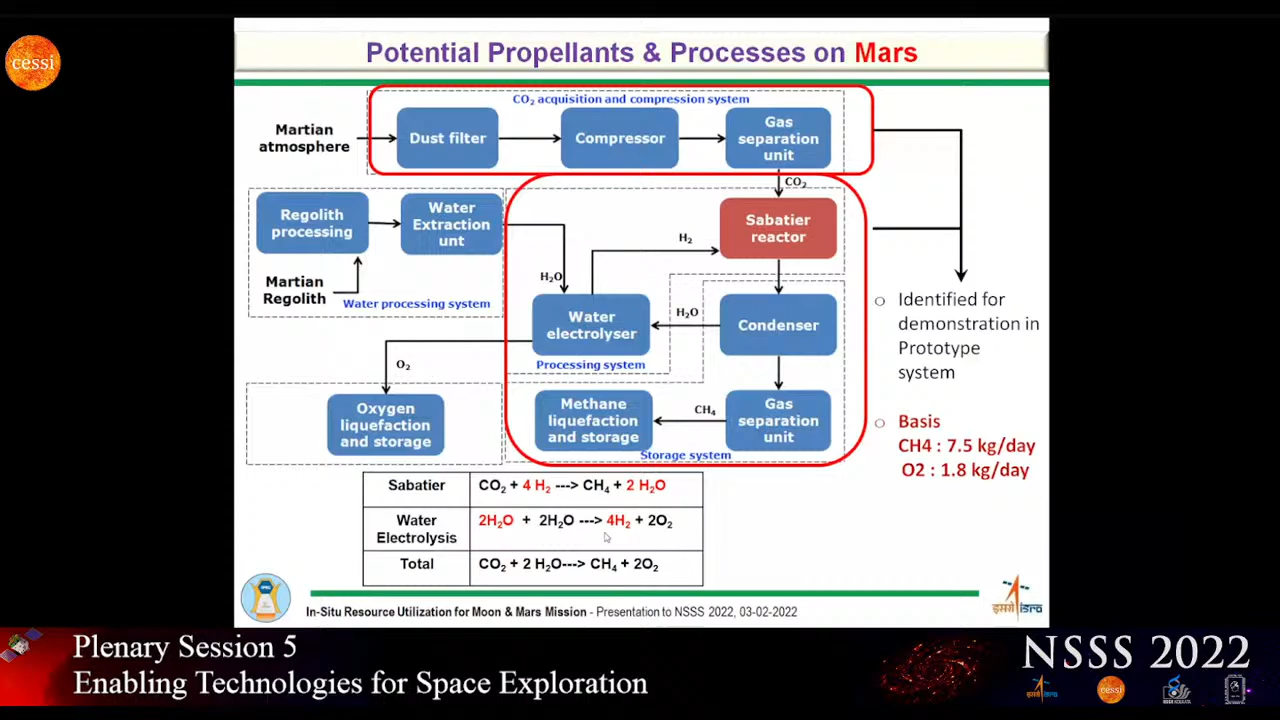 cessi
Potential Propellants & Processes on Mars
CO₂ acquisition and compression system
Martian
atmosphere
Dust filter
Compressor
Gas
separation
unit
CO₂
Regolith
processing
Water
Extraction
unt
Sabatier
reactor
H₂
H₂O
Martian
Regolith
Water processing system
Water
electrolyser
H₂O
Condenser
Processing system
O₂
Oxygen
liquefaction
and storage
Methane
liquefaction
and storage
CH₄
Gas
separation
unit
Storage system
o Identified for
demonstration in
Prototype
system
o Basis
CH4 : 7.5 kg/day
O2 : 1.8 kg/day
Sabatier CO₂ + 4 H₂ ---> CH₄ + 2 H₂O
Water
Electrolysis
2H₂O + 2H₂O ---> 4H₂ + 2O₂
Total CO₂ + 2 H₂O---> CH₄ + 2O₂
In-Situ Resource Utilization for Moon & Mars Mission - Presentation to NSSS 2022, 03-02-2022
इसरो isro
Plenary Session 5
Enabling Technologies for Space Exploration
NSSS 2022